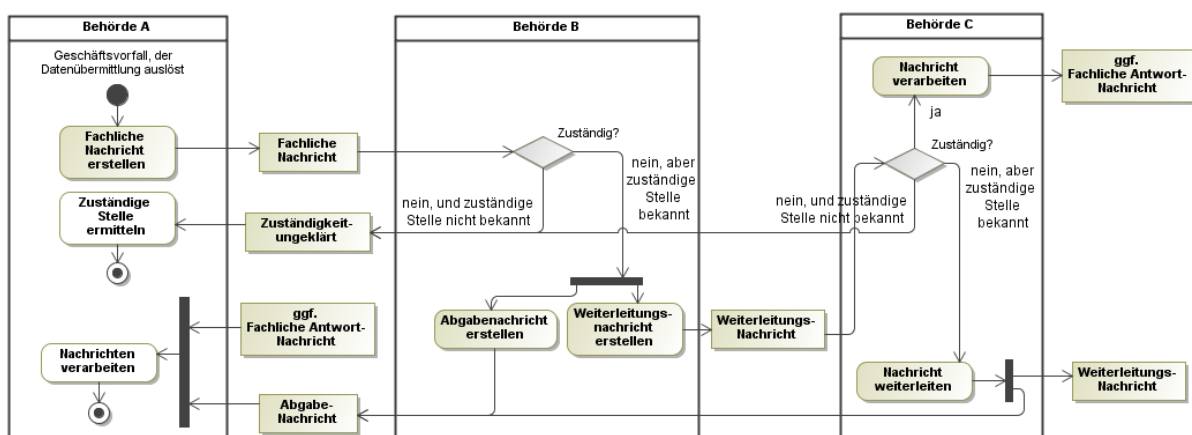 Behörde A
Geschäftsvorfall, der
Datenübermittlung auslöst
Fachliche
Nachricht
erstellen
Zuständige
Stelle
ermitteln
Nachrichten
verarbeiten
Fachliche
Nachricht
Zuständigkeit-
ungeklärt
ggf.
Fachliche Antwort-
Nachricht
Abgabe-
Nachricht
Behörde B
Zuständig?
nein, und zuständige
Stelle nicht bekannt
nein, aber
zuständige
Stelle
bekannt
Abgabenachricht
erstellen
Weiterleitungs-
nachricht
erstellen
Weiterleitungs-
Nachricht
Behörde C
Nachricht
verarbeiten
ja
Zuständig?
nein, und zuständige
Stelle nicht bekannt
nein, aber
zuständige
Stelle
bekannt
Nachricht
weiterleiten
ggf.
Fachliche Antwort-
Nachricht
Weiterleitungs-
Nachricht